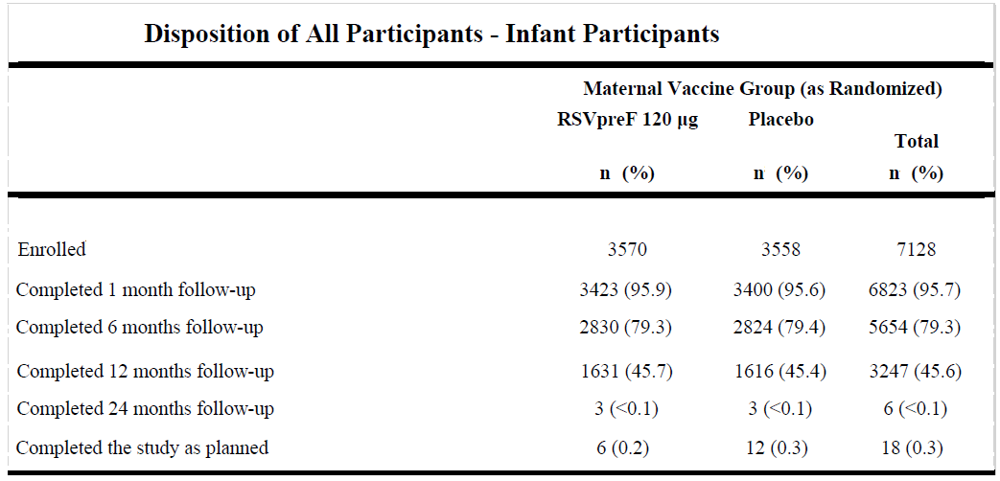 Disposition of All Participants - Infant Participants
Maternal Vaccine Group (as Randomized)
RSVpreF 120 µg Placebo
Total
n (%) n (%) n (%)
Enrolled 3570 3558 7128
Completed 1 month follow-up 3423 (95.9) 3400 (95.6) 6823 (95.7)
Completed 6 months follow-up 2830 (79.3) 2824 (79.4) 5654 (79.3)
Completed 12 months follow-up 1631 (45.7) 1616 (45.4) 3247 (45.6)
Completed 24 months follow-up 3 (<0.1) 3 (<0.1) 6 (<0.1)
Completed the study as planned 6 (0.2) 12 (0.3) 18 (0.3)